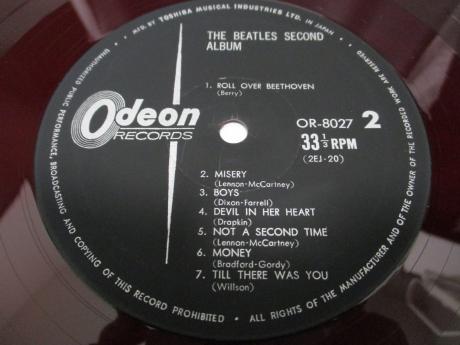 MFD. BY TOSHIBA MUSICAL INDUSTRIES LTD. IN JAPAN
THE BEATLES SECOND
ALBUM
1. ROLL OVER BEETHOVEN
(Berry)
Odeon
RECORDS
OR-8027 2
33 1/3 RPM
(2EJ-20)
2. MISERY
(Lennon-McCartney)
3. BOYS
(Dixon-Farrell)
4. DEVIL IN HER HEART
(Drapkin)
5. NOT A SECOND TIME
(Lennon-McCartney)
6. MONEY
(Bradford-Gordy)
7. TILL THERE WAS YOU
(Willson)
UNAUTHORIZED PUBLIC PERFORMANCE, BROADCASTING AND COPYING OF THIS RECORD PROHIBITED • ALL RIGHTS OF THE MANUFACTURER AND OF THE OWNER OF THE RECORDED WORK ARE RESERVED